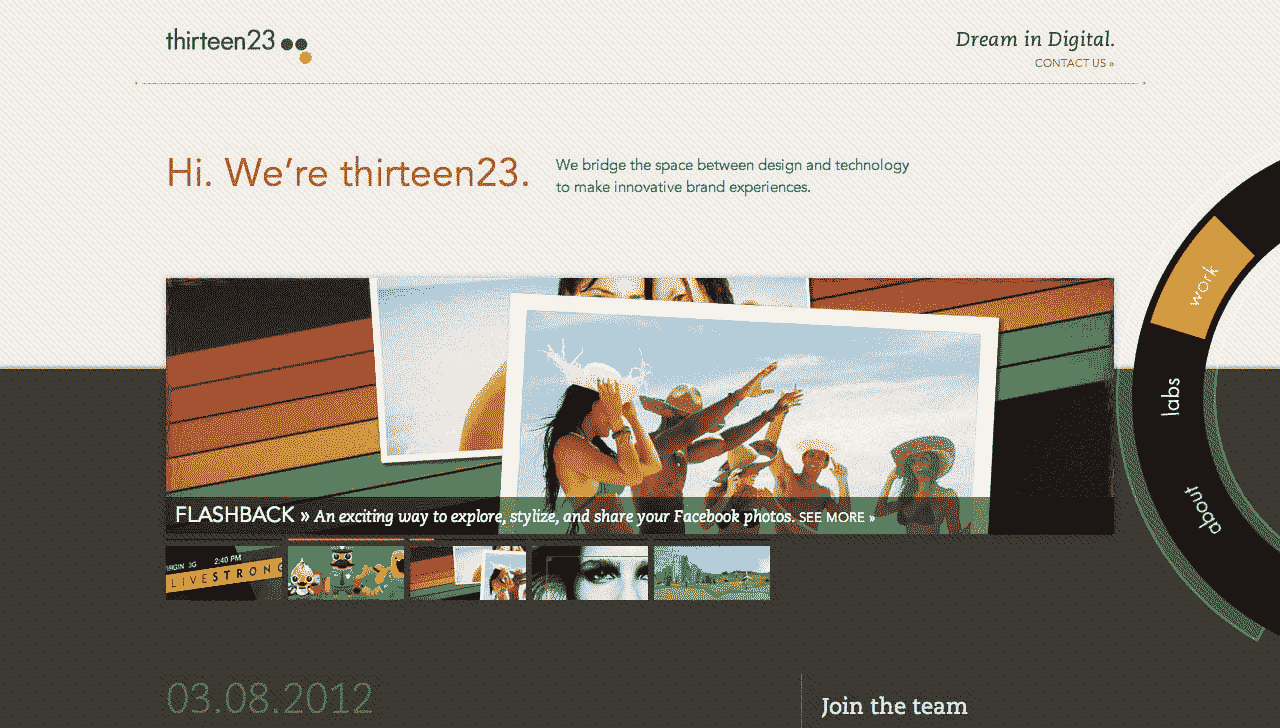 thirteen23
Dream in Digital.
CONTACT US »
Hi. We're thirteen23.
We bridge the space between design and technology
to make innovative brand experiences.
work
labs
about
FLASHBACK » An exciting way to explore, stylize, and share your Facebook photos. SEE MORE »
IRGIN 3G 2:40 PM
LIVESTRONG
03.08.2012
Join the team